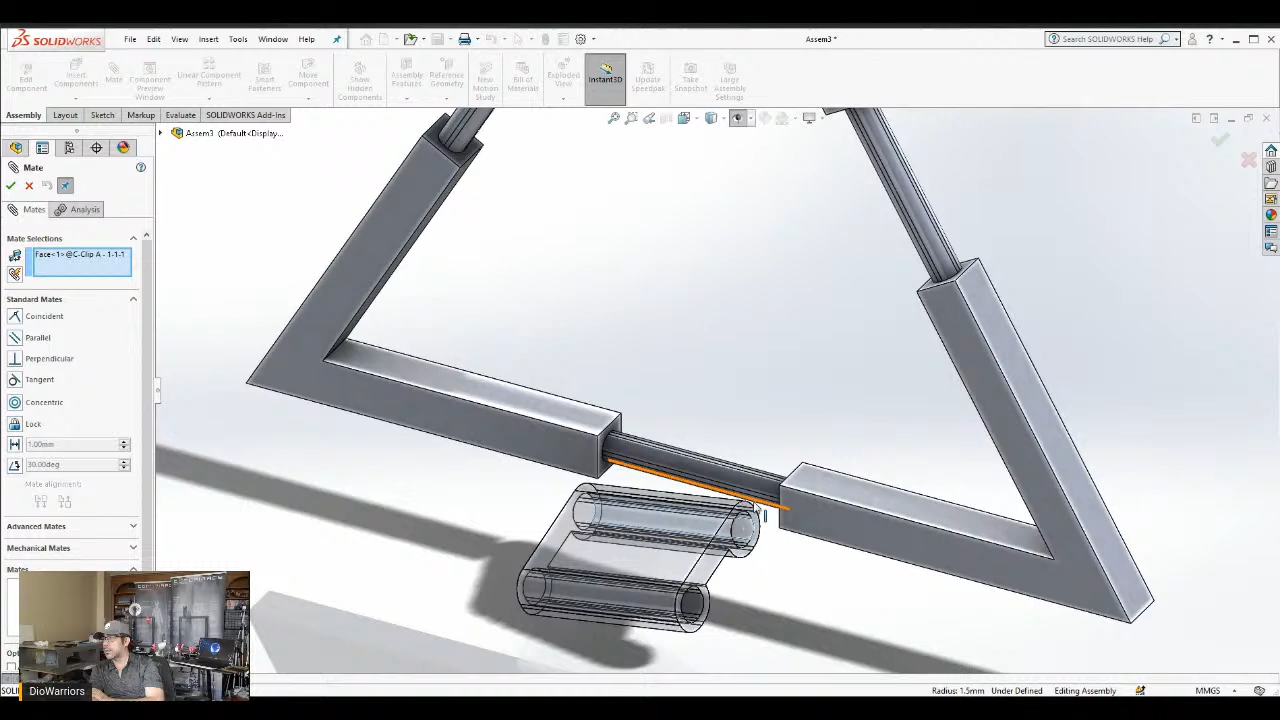 SOLIDWORKS File Edit View Insert Tools Window Help Assem3 * Search SOLIDWORKS Help
Edit Component
Insert Components
Mate
Component Preview Window
Linear Component Pattern
Smart Fasteners
Move Component
Show Hidden Components
Assembly Features
Reference Geometry
New Motion Study
Bill of Materials
Exploded View
Instant3D
Update Speedpak
Take Snapshot
Large Assembly Settings
Assembly Layout Sketch Markup Evaluate SOLIDWORKS Add-Ins
Assem3 (Default<Display...
Mate
Mates Analysis
Mate Selections
Face<1>@C-Clip A - 1-1-1
Standard Mates
Coincident
Parallel
Perpendicular
Tangent
Concentric
Lock
1.00mm
30.00deg
Mate alignment:
Advanced Mates
Mechanical Mates
Mates
DioWarriors
Radius: 1.5mm Under Defined Editing Assembly MMGS